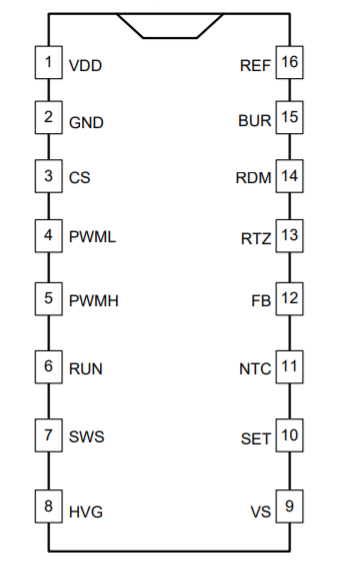 1 VDD REF 16
2 GND BUR 15
3 CS RDM 14
4 PWML RTZ 13
5 PWMH FB 12
6 RUN NTC 11
7 SWS SET 10
8 HVG VS 9